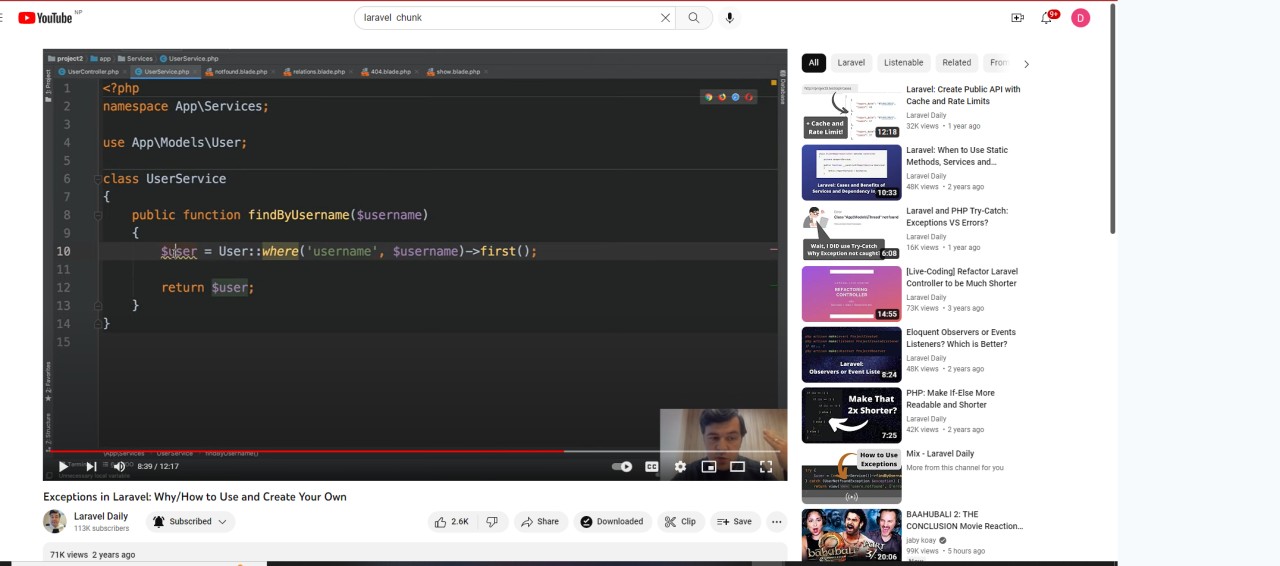 YouTube NP
laravel chunk
9+
D
project2 app Services UserService.php
UserController.php UserService.php notfound.blade.php relations.blade.php 404.blade.php show.blade.php
1: Project
Database
1 <?php
2 namespace App\Services;
3
4 use App\Models\User;
5
6 class UserService
7 {
8 public function findByUsername($username)
9 {
10 $user = User::where('username', $username)->first();
11
12 return $user;
13 }
14 }
15
2: Favorites
Z: Structure
\App\Services UserService findByUsername()
8:39 / 12:17
CC
Exceptions in Laravel: Why/How to Use and Create Your Own
Laravel Daily
113K subscribers
Subscribed
2.6K
Share
Downloaded
Clip
Save
71K views 2 years ago
All Laravel Listenable Related From
+ Cache and
Rate Limit!
12:18
Laravel: Create Public API with
Cache and Rate Limits
Laravel Daily
32K views • 1 year ago
Laravel: Cases and Benefits of
Services and Dependency
10:33
Laravel: When to Use Static
Methods, Services and...
Laravel Daily
48K views • 2 years ago
Wait, I DID use Try-Catch
Why Exception not caught
6:08
Laravel and PHP Try-Catch:
Exceptions VS Errors?
Laravel Daily
16K views • 1 year ago
REFACTORING
CONTROLLER
14:55
[Live-Coding] Refactor Laravel
Controller to be Much Shorter
Laravel Daily
73K views • 3 years ago
Laravel:
Observers or Event Liste
8:24
Eloquent Observers or Events
Listeners? Which is Better?
Laravel Daily
48K views • 2 years ago
Make That
2x Shorter?
7:25
PHP: Make If-Else More
Readable and Shorter
Laravel Daily
42K views • 2 years ago
How to Use
Exceptions
Mix - Laravel Daily
More from this channel for you
20:06
BAAHUBALI 2: THE
CONCLUSION Movie Reaction...
jaby koay
99K views • 5 hours ago
New